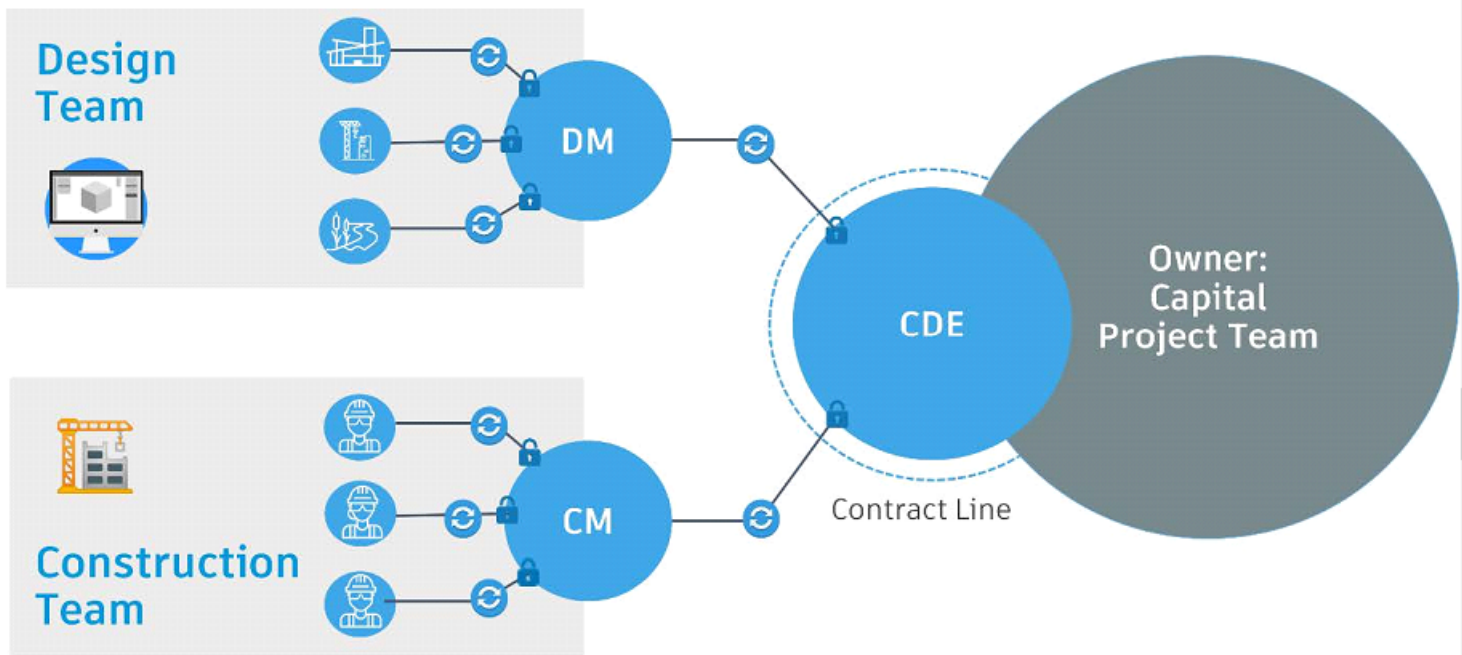 Design
Team
DM
CDE
Owner:
Capital
Project Team
Contract Line
CM
Construction
Team